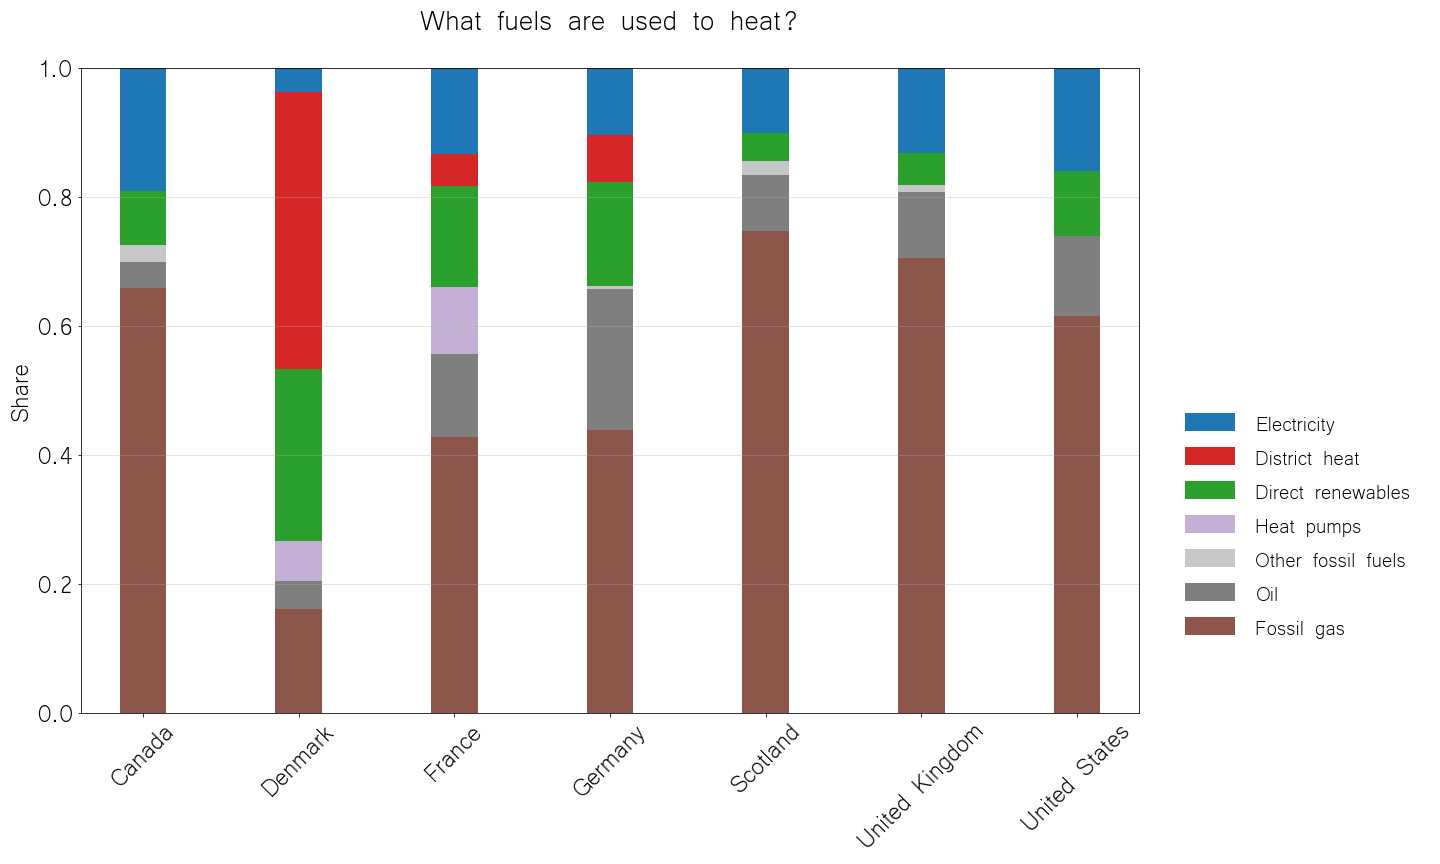 What fuels are used to heat?
1.0
0.8
0.6
0.4
0.2
0.0
Share
Canada
Denmark
France
Germany
Scotland
United Kingdom
United States
Electricity
District heat
Direct renewables
Heat pumps
Other fossil fuels
Oil
Fossil gas